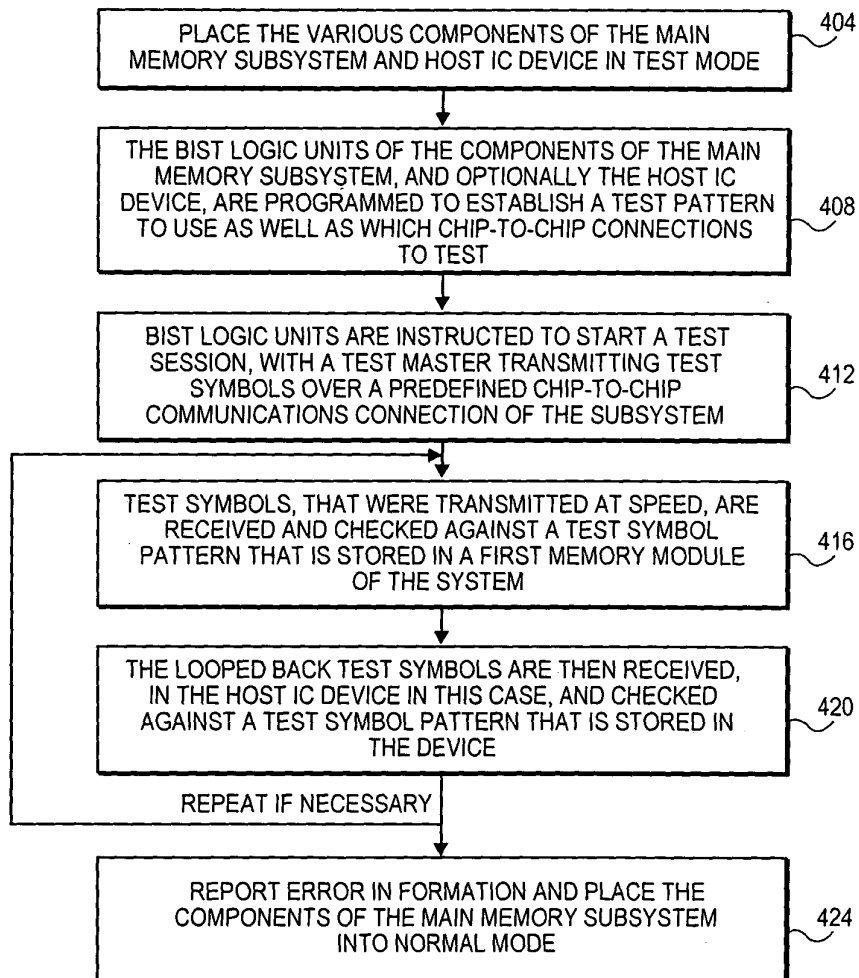 PLACE THE VARIOUS COMPONENTS OF THE MAIN
MEMORY SUBSYSTEM AND HOST IC DEVICE IN TEST MODE
404
THE BIST LOGIC UNITS OF THE COMPONENTS OF THE MAIN
MEMORY SUBSYSTEM, AND OPTIONALLY THE HOST IC
DEVICE, ARE PROGRAMMED TO ESTABLISH A TEST PATTERN
TO USE AS WELL AS WHICH CHIP-TO-CHIP CONNECTIONS
TO TEST
408
BIST LOGIC UNITS ARE INSTRUCTED TO START A TEST
SESSION, WITH A TEST MASTER TRANSMITTING TEST
SYMBOLS OVER A PREDEFINED CHIP-TO-CHIP
COMMUNICATIONS CONNECTION OF THE SUBSYSTEM
412
TEST SYMBOLS, THAT WERE TRANSMITTED AT SPEED, ARE
RECEIVED AND CHECKED AGAINST A TEST SYMBOL
PATTERN THAT IS STORED IN A FIRST MEMORY MODULE
OF THE SYSTEM
416
THE LOOPED BACK TEST SYMBOLS ARE THEN RECEIVED,
IN THE HOST IC DEVICE IN THIS CASE, AND CHECKED
AGAINST A TEST SYMBOL PATTERN THAT IS STORED IN
THE DEVICE
420
REPEAT IF NECESSARY
REPORT ERROR IN FORMATION AND PLACE THE
COMPONENTS OF THE MAIN MEMORY SUBSYSTEM
INTO NORMAL MODE
424